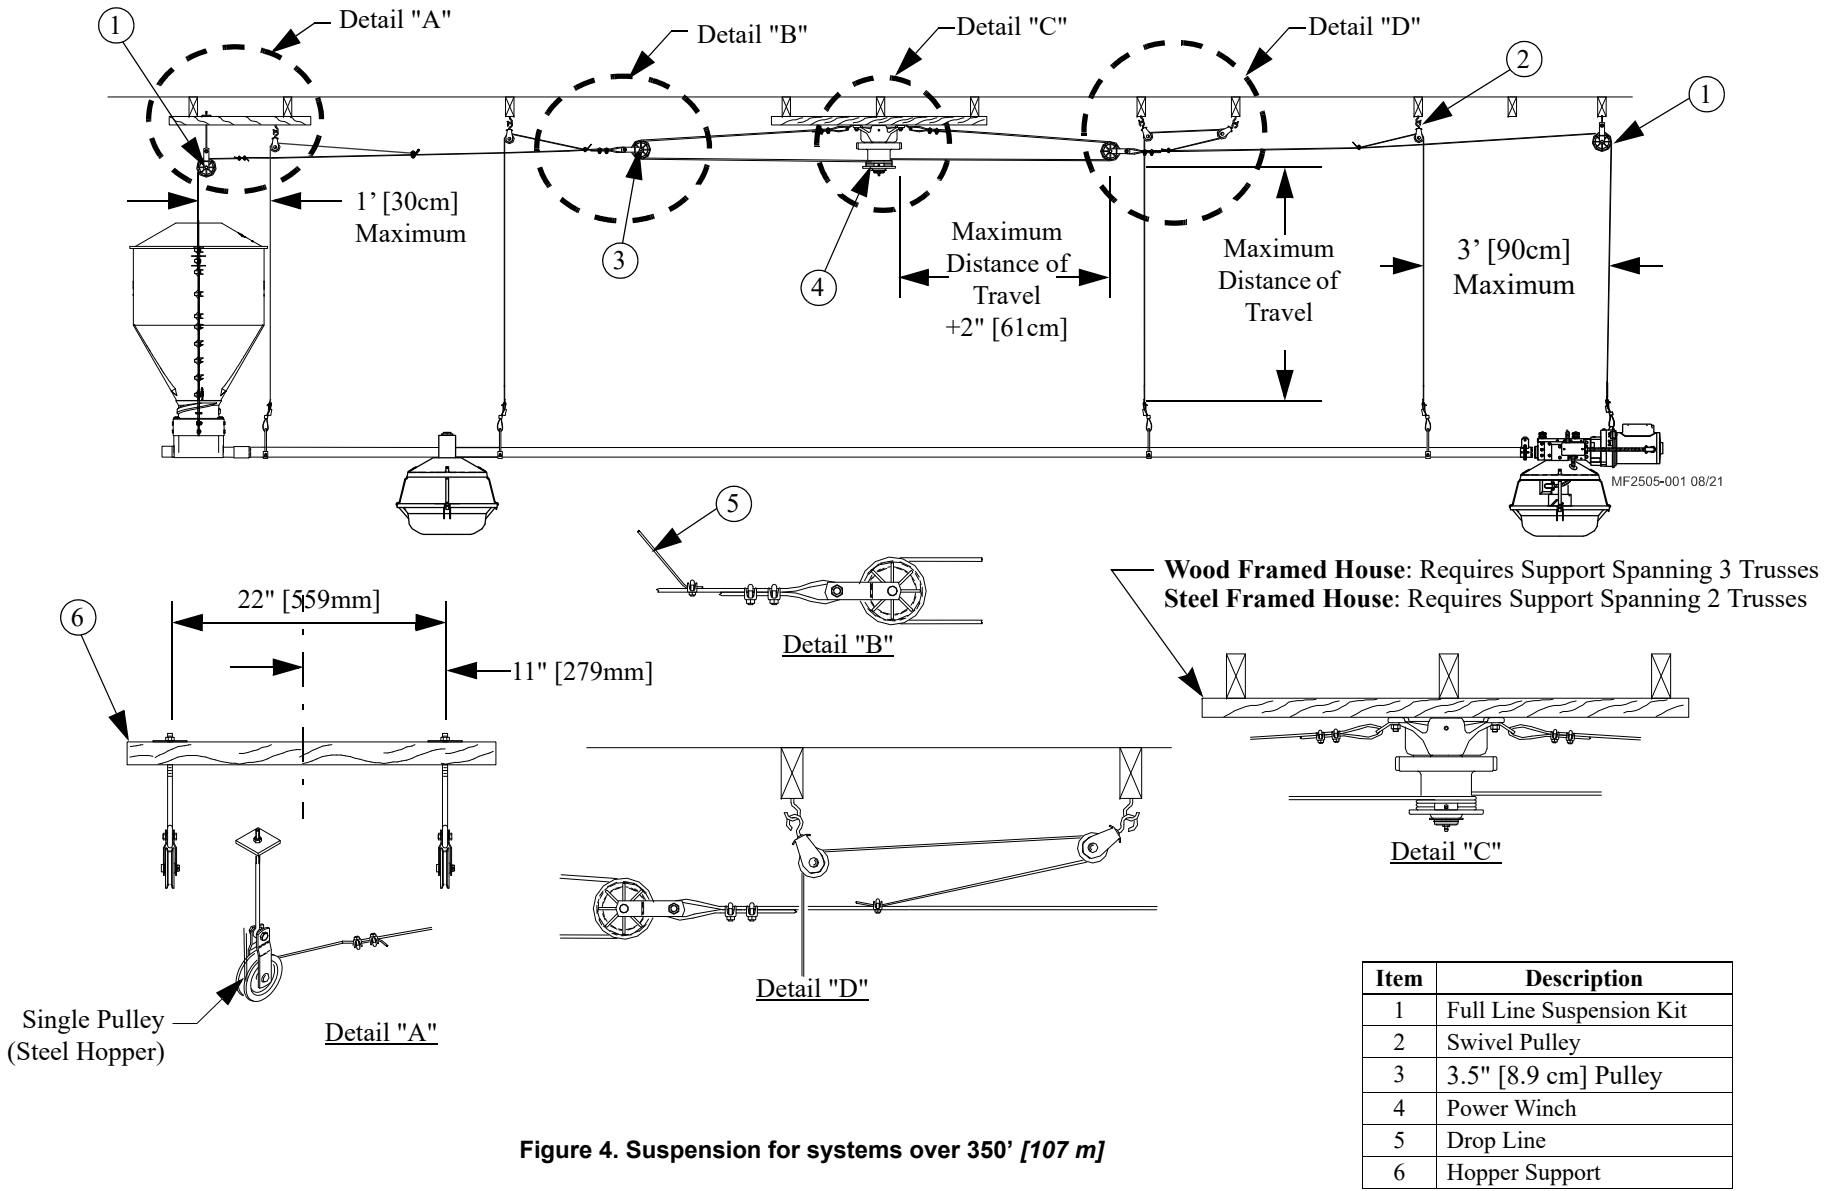 1
Detail "A"
Detail "B"
Detail "C"
Detail "D"
2
1
1’ [30cm]
Maximum
3
4
Maximum
Distance of
Travel
+2" [61cm]
Maximum
Distance of
Travel
3’ [90cm]
Maximum
MF2505-001 08/21
5
Detail "B"
Wood Framed House: Requires Support Spanning 3 Trusses
Steel Framed House: Requires Support Spanning 2 Trusses
6
22" [559mm]
11" [279mm]
Single Pulley
(Steel Hopper)
Detail "A"
Detail "D"
Detail "C"
Item Description
1 Full Line Suspension Kit
2 Swivel Pulley
3 3.5" [8.9 cm] Pulley
4 Power Winch
5 Drop Line
6 Hopper Support
Figure 4. Suspension for systems over 350’ [107 m]